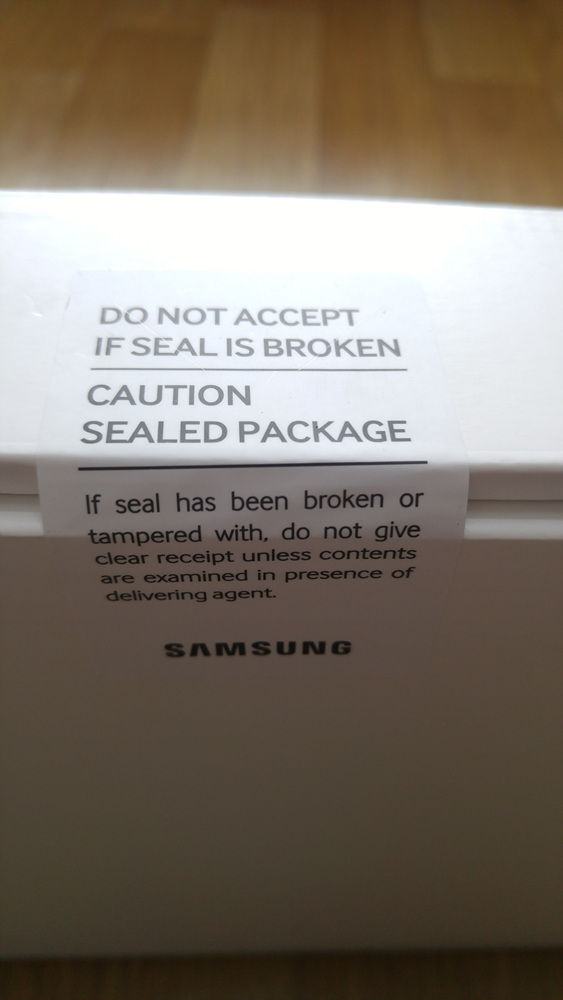 DO NOT ACCEPT
IF SEAL IS BROKEN
CAUTION
SEALED PACKAGE
If seal has been broken or
tampered with, do not give
clear receipt unless contents
are examined in presence of
delivering agent.
SAMSUNG